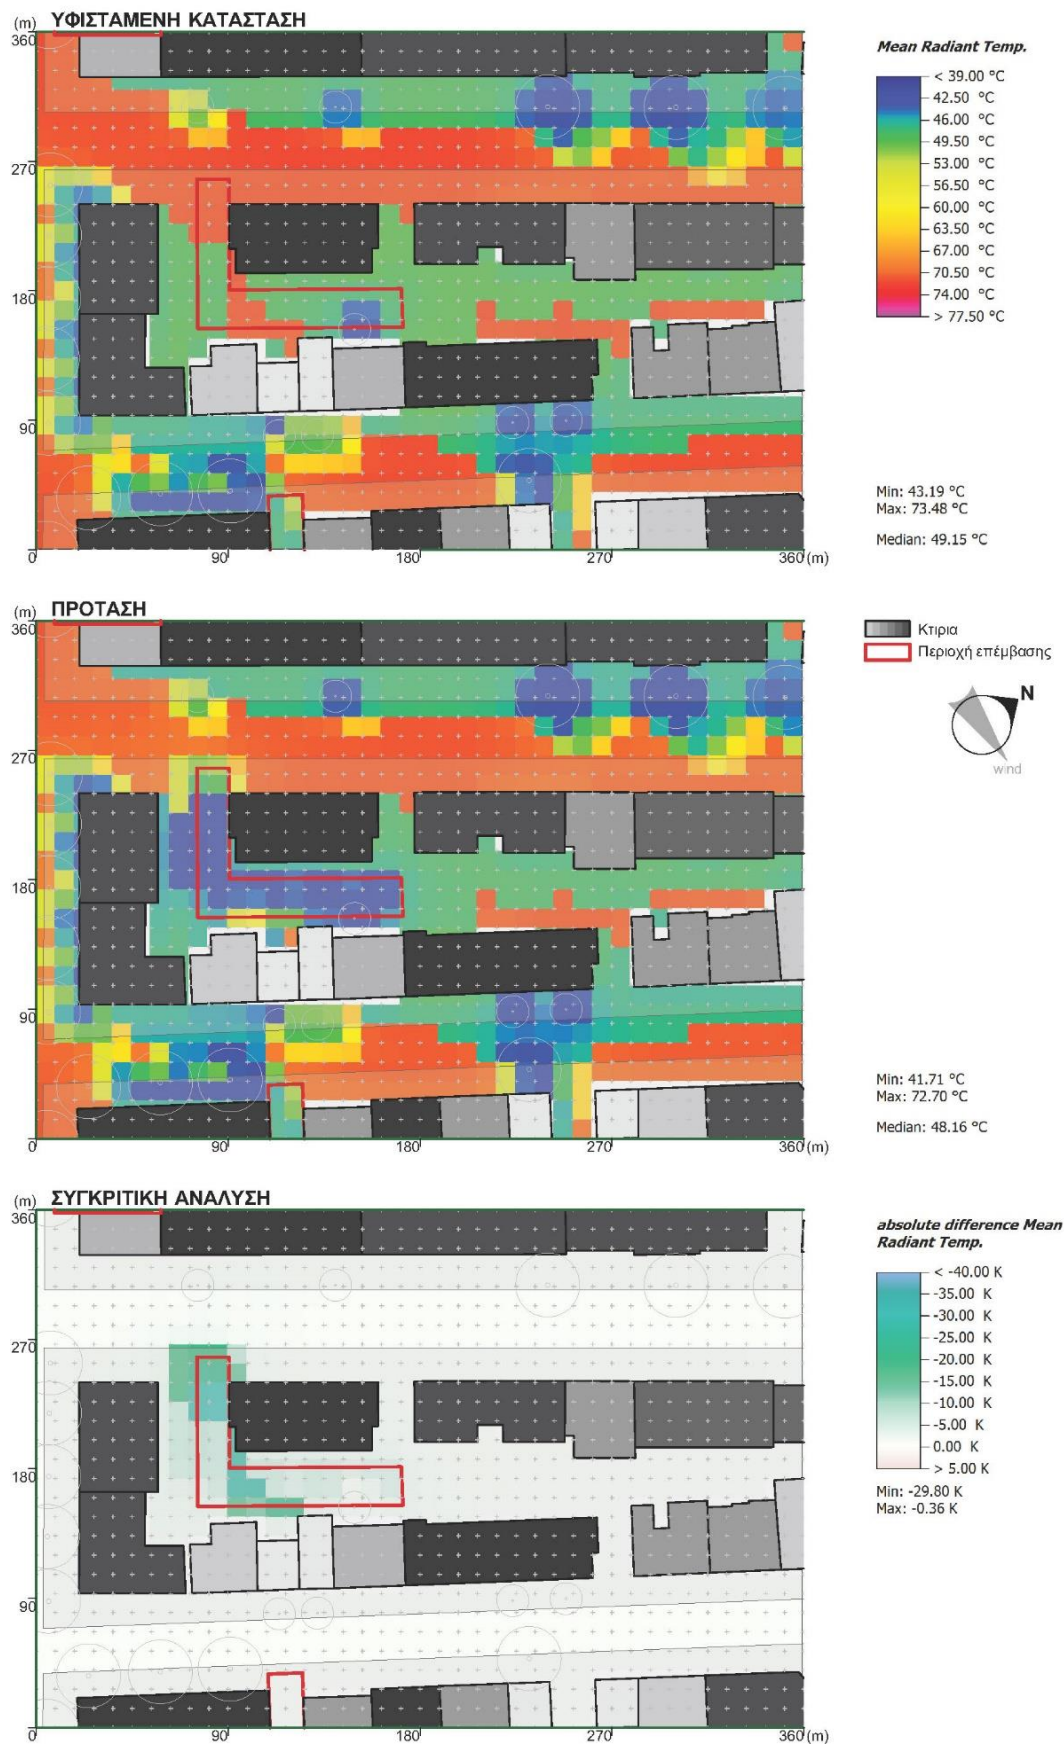 (m) ΥΦΙΣΤΑΜΕΝΗ ΚΑΤΑΣΤΑΣΗ
360
270
180
90
0 90 180 270 360 (m)
Mean Radiant Temp.
< 39.00 °C
42.50 °C
46.00 °C
49.50 °C
53.00 °C
56.50 °C
60.00 °C
63.50 °C
67.00 °C
70.50 °C
74.00 °C
> 77.50 °C
Min: 43.19 °C
Max: 73.48 °C
Median: 49.15 °C
(m) ΠΡΟΤΑΣΗ
360
270
180
90
0 90 180 270 360 (m)
Κτιρια
Περιοχή επέμβασης
N
wind
Min: 41.71 °C
Max: 72.70 °C
Median: 48.16 °C
(m) ΣΥΓΚΡΙΤΙΚΗ ΑΝΑΛΥΣΗ
360
270
180
90
0 90 180 270 360 (m)
absolute difference Mean
Radiant Temp.
< -40.00 K
-35.00 K
-30.00 K
-25.00 K
-20.00 K
-15.00 K
-10.00 K
-5.00 K
0.00 K
> 5.00 K
Min: -29.80 K
Max: -0.36 K